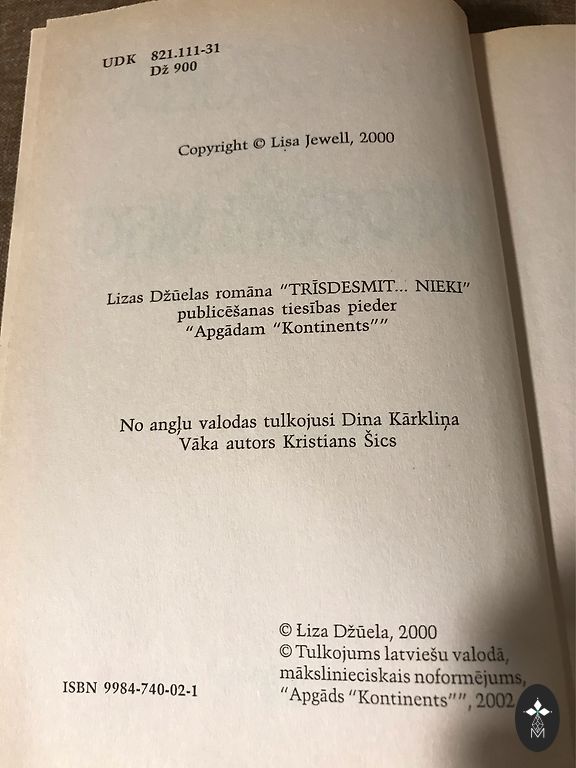 UDK 821.111-31
Dž 900
Copyright © Lisa Jewell, 2000
Lizas Džūelas romāna “TRĪSDESMIT... NIEKI”
publicēšanas tiesības pieder
“Apgādam “Kontinents””
No angļu valodas tulkojusi Dina Kārkliņa
Vāka autors Kristians Šics
© Liza Džūela, 2000
© Tulkojums latviešu valodā,
mākslinieciskais noformējums,
“Apgāds “Kontinents””, 2002
ISBN 9984-740-02-1